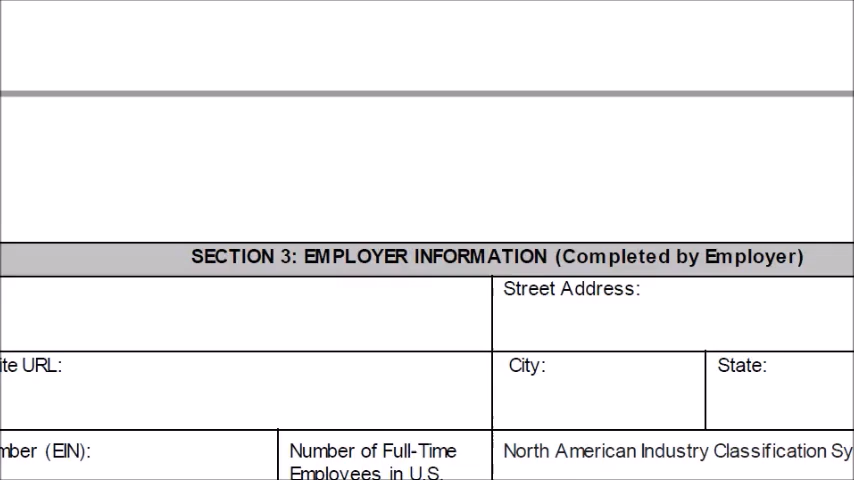 SECTION 3: EMPLOYER INFORMATION (Completed by Employer)
Street Address:
ite URL:
City:
State:
mber (EIN):
Number of Full-Time
Employees in U.S.
North American Industry Classification Sy